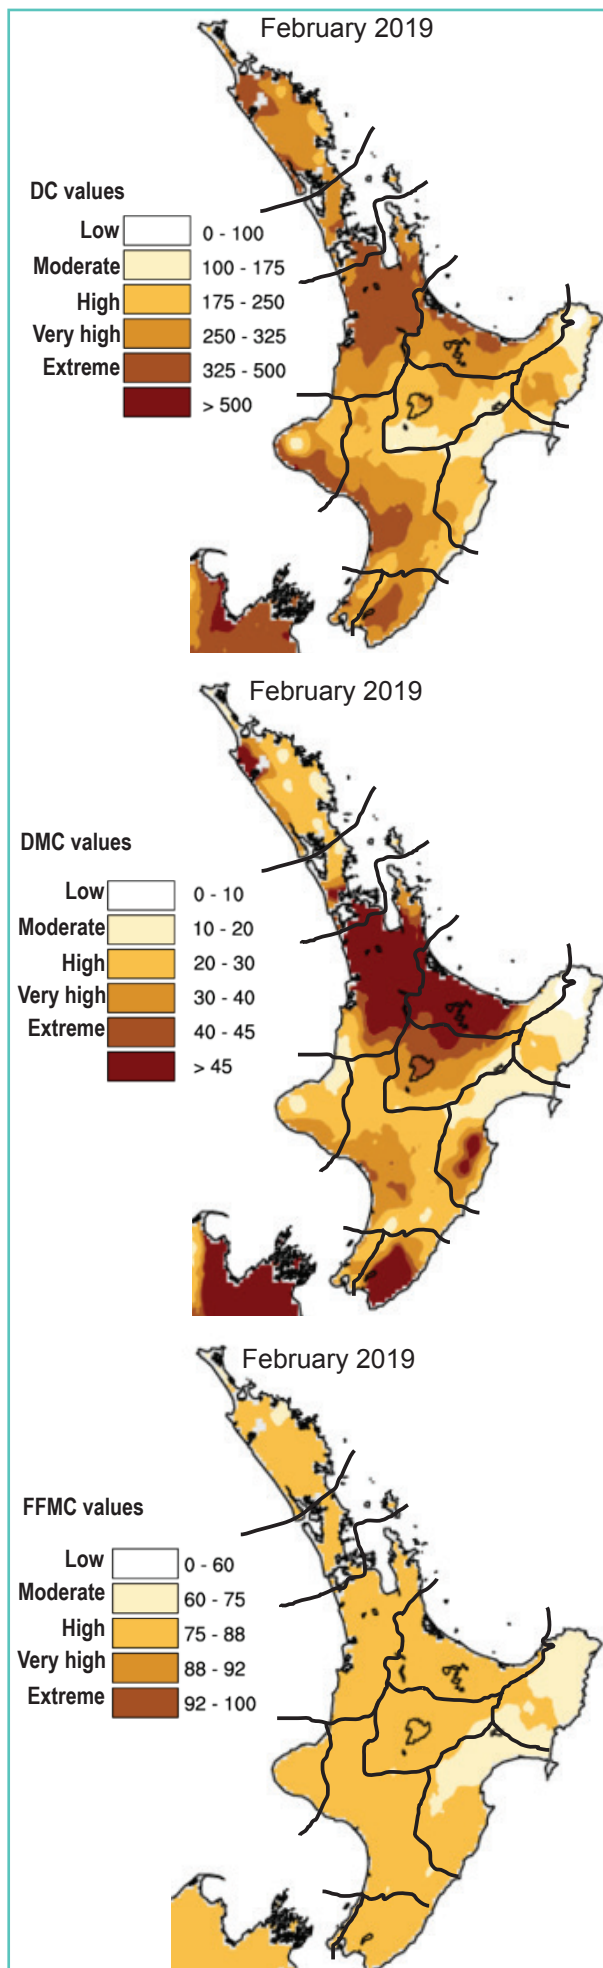 February 2019
DC values
Low 0 - 100
Moderate 100 - 175
High 175 - 250
Very high 250 - 325
Extreme 325 - 500
> 500
February 2019
DMC values
Low 0 - 10
Moderate 10 - 20
High 20 - 30
Very high 30 - 40
Extreme 40 - 45
> 45
February 2019
FFMC values
Low 0 - 60
Moderate 60 - 75
High 75 - 88
Very high 88 - 92
Extreme 92 - 100